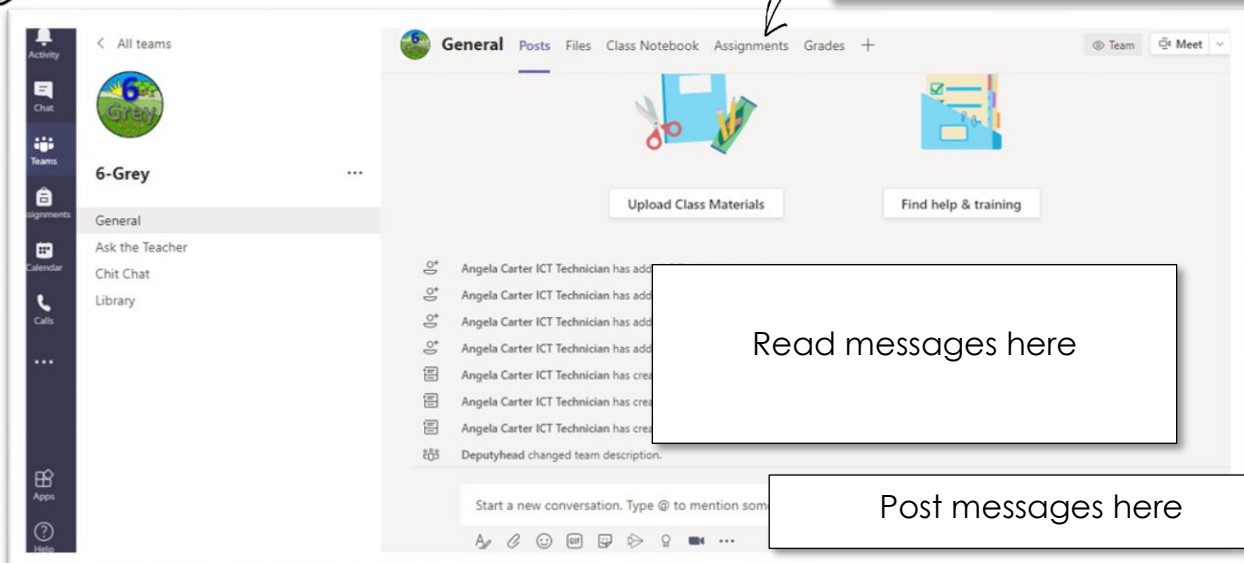 Activity
Chat
Teams
signments
Calendar
Calls
Apps
Help
< All teams
6 Grey
6-Grey
General
Ask the Teacher
Chit Chat
Library
General Posts Files Class Notebook Assignments Grades +
Team Meet
Upload Class Materials
Find help & training
Angela Carter ICT Technician has add
Angela Carter ICT Technician has add
Angela Carter ICT Technician has add
Angela Carter ICT Technician has add
Angela Carter ICT Technician has crea
Angela Carter ICT Technician has crea
Angela Carter ICT Technician has crea
Deputyhead changed team description.
Read messages here
Start a new conversation. Type @ to mention som
GIF
Post messages here